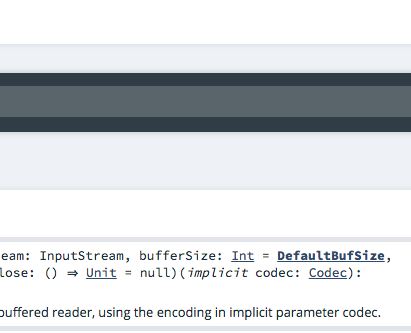 eam: InputStream, bufferSize: Int = DefaultBufSize,
lose: () ⇒ Unit = null)(implicit codec: Codec):
buffered reader, using the encoding in implicit parameter codec.